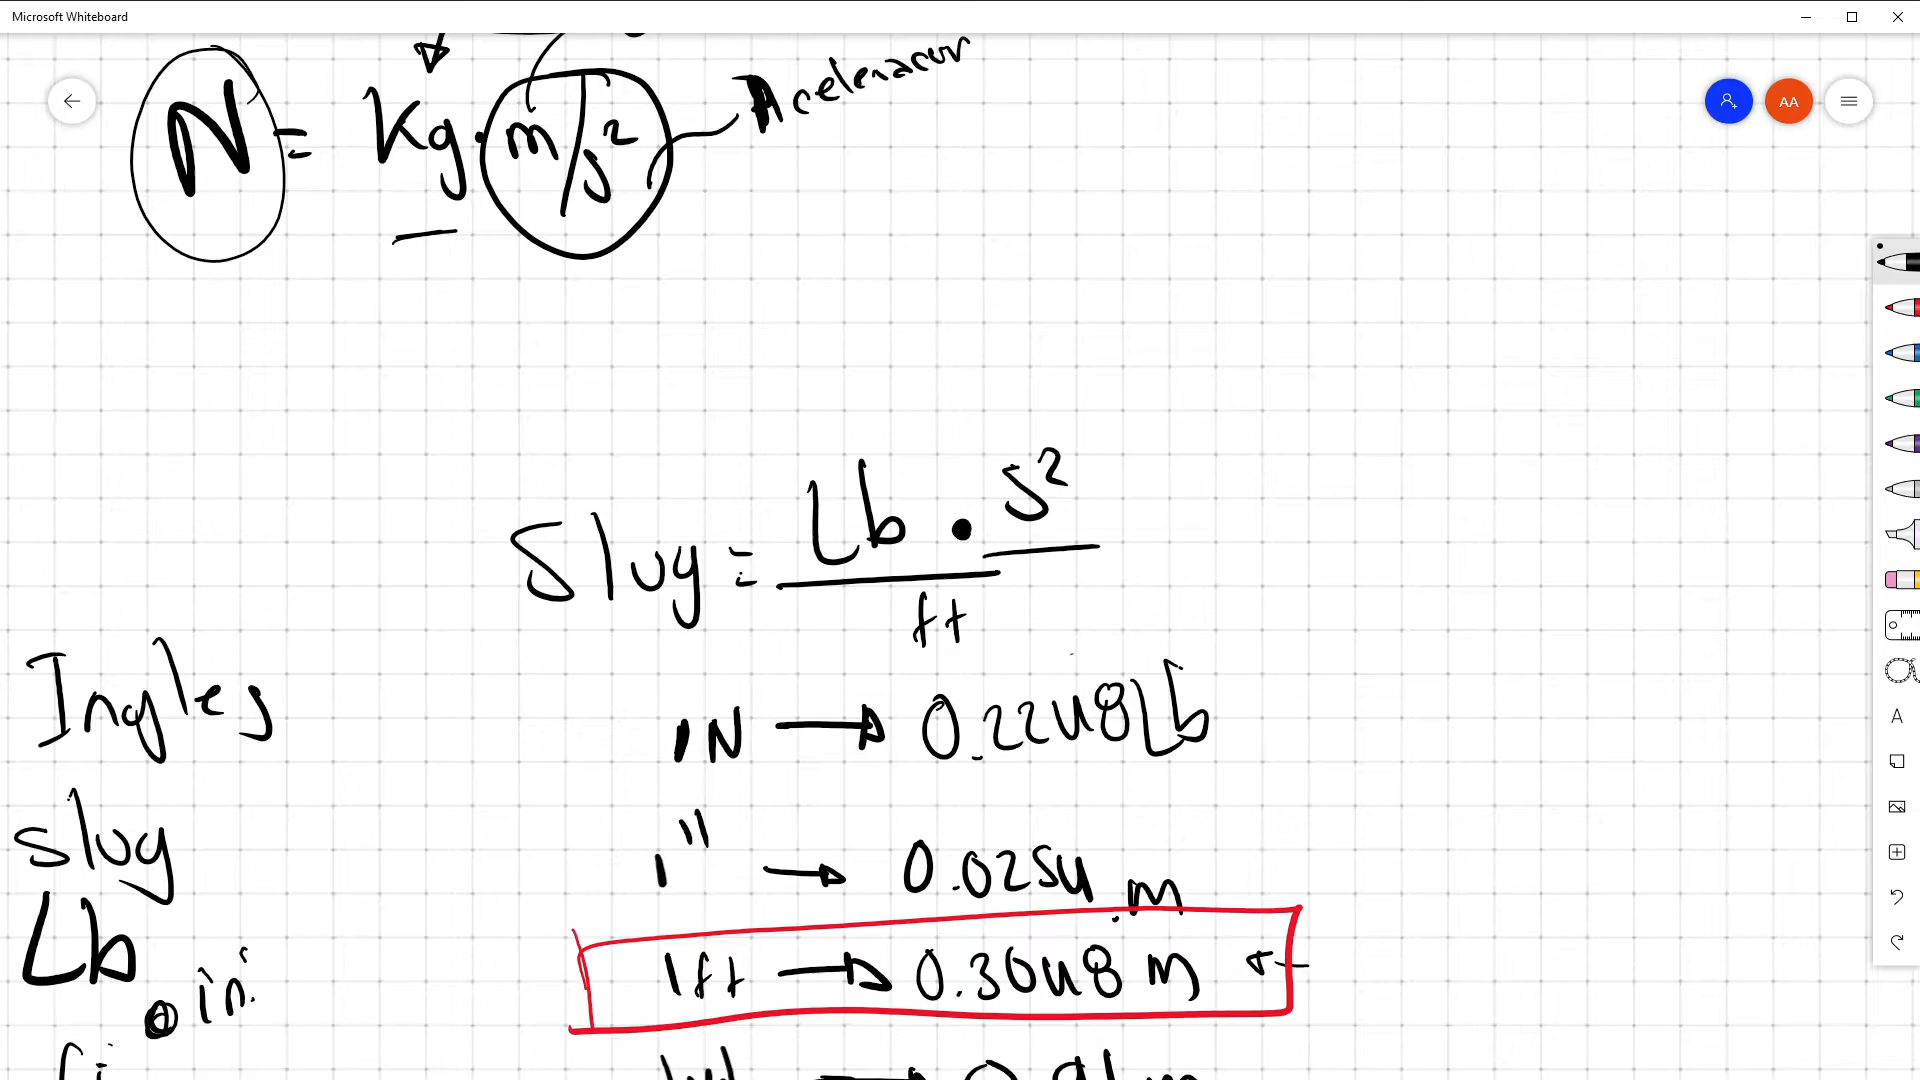 Microsoft Whiteboard
AA
N = Kg · m/s²
Slug = Lb · s²
ft
Ingles
1N → 0.2248Lb
slug
1" → 0.0254 m
Lb
in
1ft → 0.3048 m
A